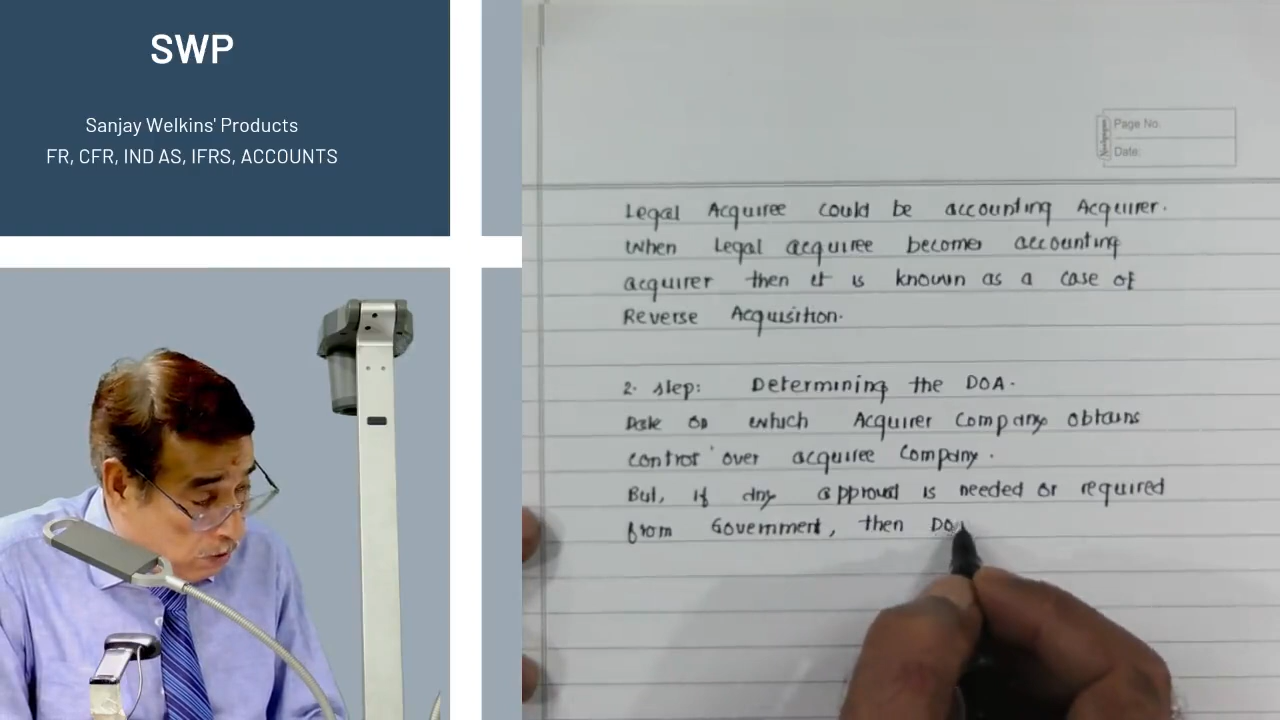 SWP
Sanjay Welkins' Products
FR, CFR, IND AS, IFRS, ACCOUNTS
Page No.
Date:
Legal Acquiree could be accounting Acquirer.
When Legal acquiree become accounting
acquirer then it is known as a case of
Reverse Acquisition.
2. Step: Determining the DOA.
Date on which Acquirer Company obtains
control over acquiree Company.
But, if any approval is needed or required
from Government, then DOA